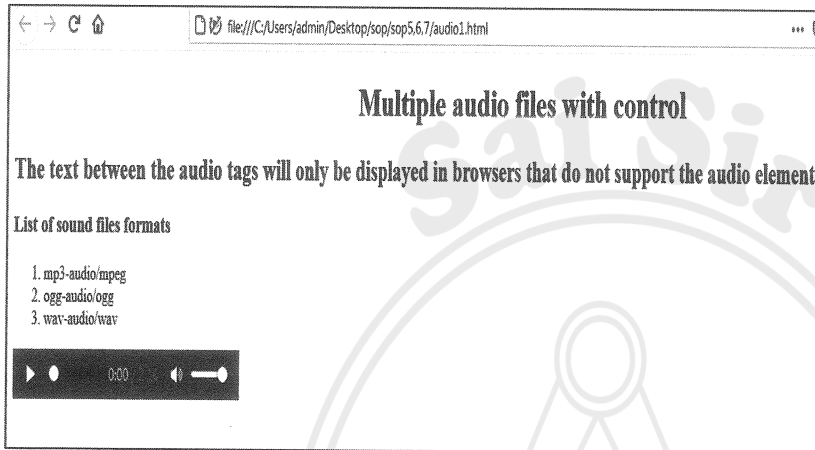 file:///C:/Users/admin/Desktop/sop/sop5,6,7/audio1.html
Multiple audio files with control
The text between the audio tags will only be displayed in browsers that do not support the audio element
List of sound files formats
1. mp3-audio/mpeg
2. ogg-audio/ogg
3. wav-audio/wav
0:00
Sai